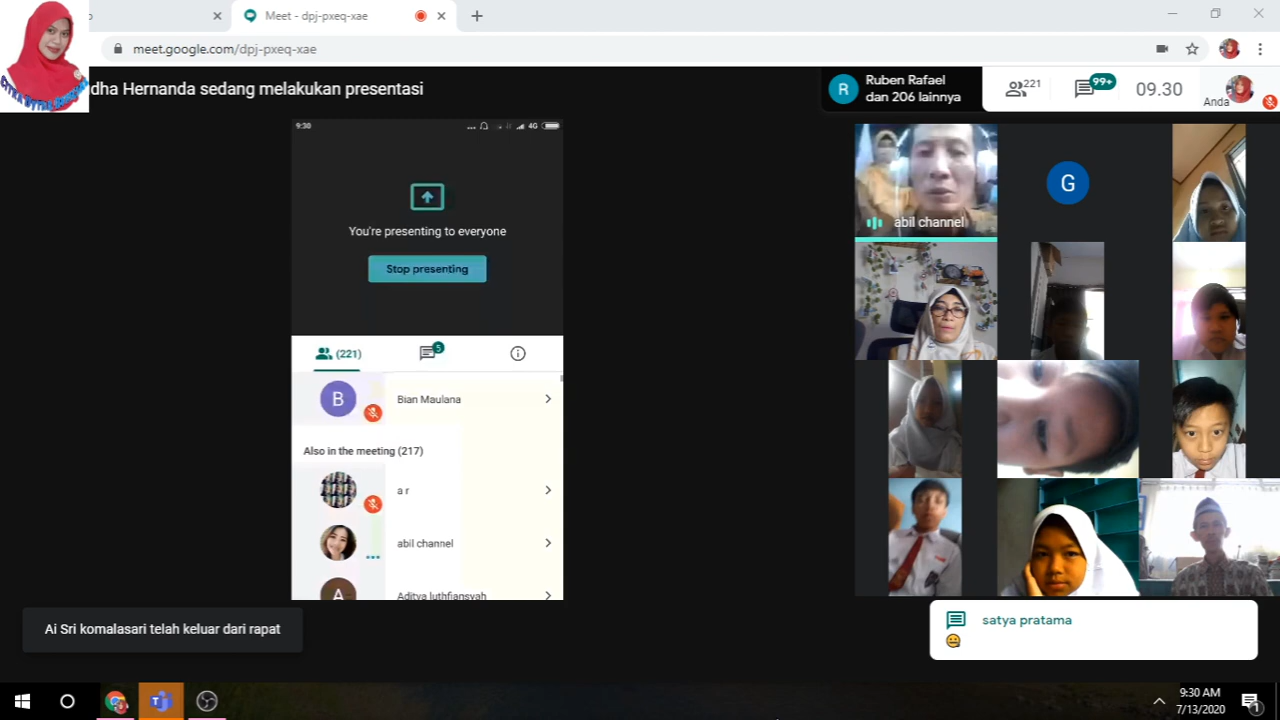 Meet - dpj-pxeq-xae
meet.google.com/dpj-pxeq-xae
dha Hernanda sedang melakukan presentasi
R
Ruben Rafael
dan 206 lainnya
221
99+
09.30
Anda
9:30
4G
You're presenting to everyone
Stop presenting
(221)
5
B
Bian Maulana
Also in the meeting (217)
a r
abil channel
A
Aditya luthfiansyah
abil channel
G
Ai Sri komalasari telah keluar dari rapat
satya pratama
9:30 AM
7/13/2020
1